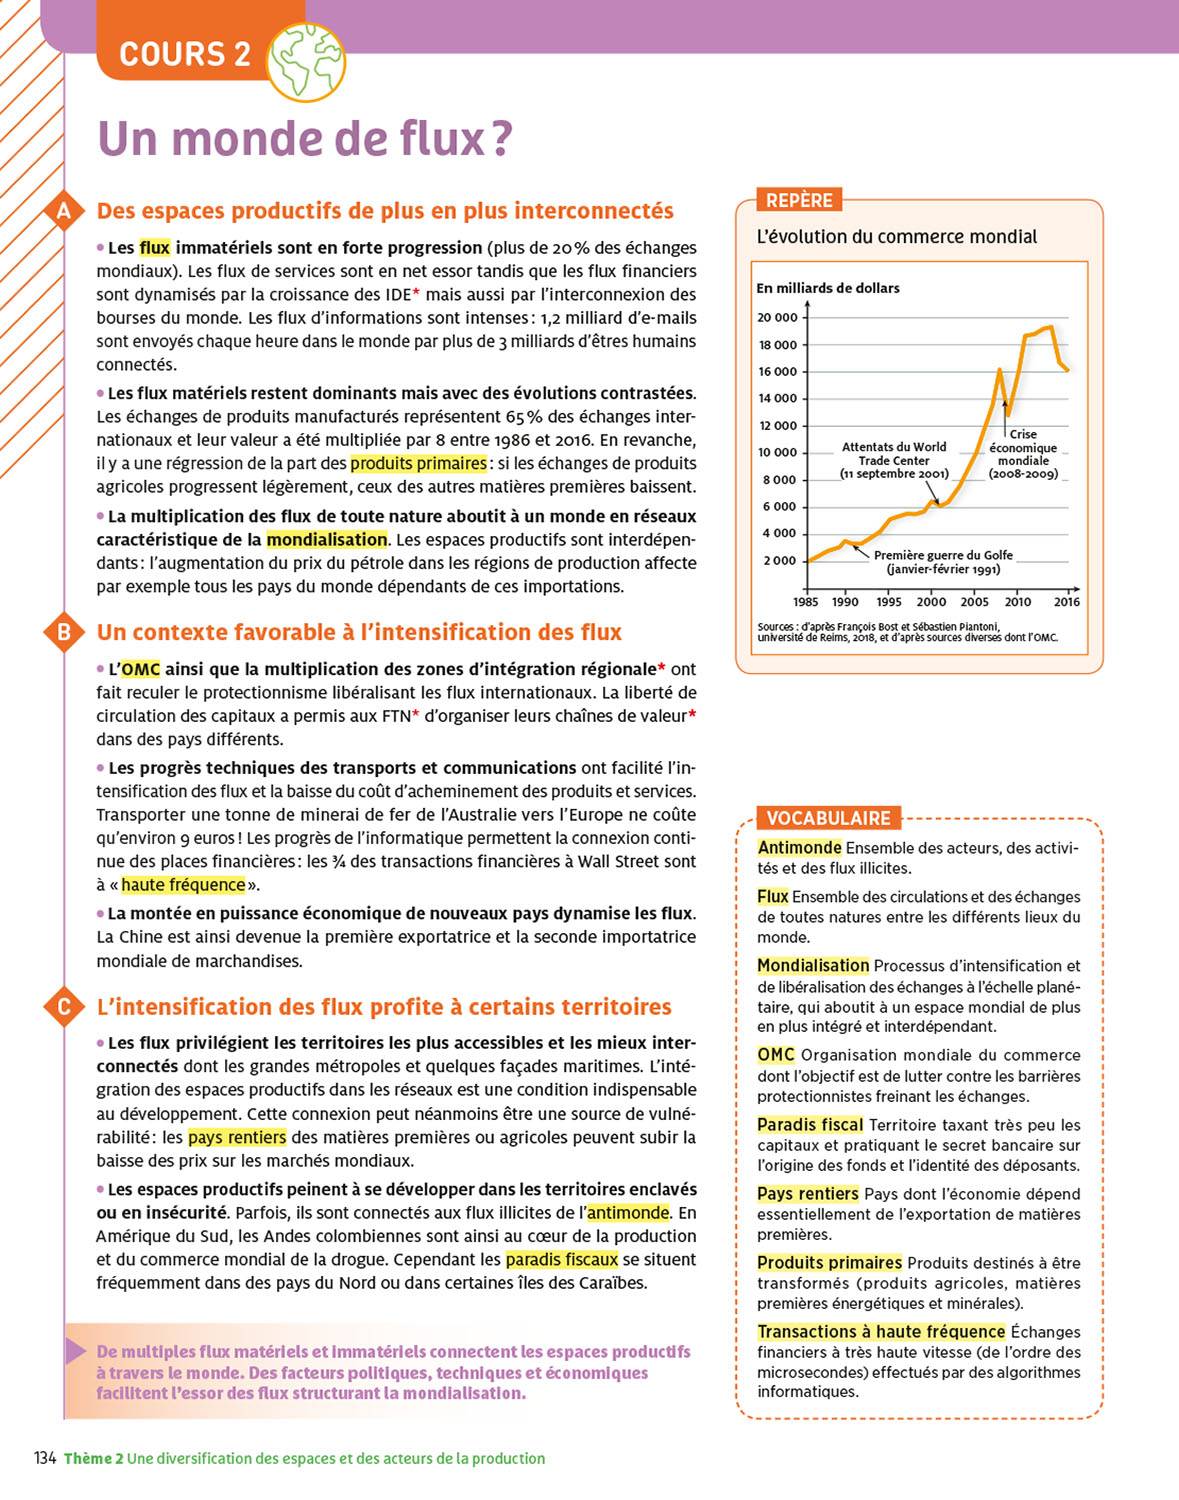 COURS 2
Un monde de flux ?
A
Des espaces productifs de plus en plus interconnectés
• Les flux immatériels sont en forte progression (plus de 20 % des échanges
mondiaux). Les flux de services sont en net essor tandis que les flux financiers
sont dynamisés par la croissance des IDE* mais aussi par l'interconnexion des
bourses du monde. Les flux d'informations sont intenses : 1,2 milliard d'e-mails
sont envoyés chaque heure dans le monde par plus de 3 milliards d'êtres humains
connectés.
• Les flux matériels restent dominants mais avec des évolutions contrastées.
Les échanges de produits manufacturés représentent 65 % des échanges inter-
nationaux et leur valeur a été multipliée par 8 entre 1986 et 2016. En revanche,
il y a une régression de la part des produits primaires : si les échanges de produits
agricoles progressent légèrement, ceux des autres matières premières baissent.
• La multiplication des flux de toute nature aboutit à un monde en réseaux
caractéristique de la mondialisation. Les espaces productifs sont interdépen-
dants : l'augmentation du prix du pétrole dans les régions de production affecte
par exemple tous les pays du monde dépendants de ces importations.
B
Un contexte favorable à l'intensification des flux
• L'OMC ainsi que la multiplication des zones d'intégration régionale* ont
fait reculer le protectionnisme libéralisant les flux internationaux. La liberté de
circulation des capitaux a permis aux FTN* d'organiser leurs chaînes de valeur*
dans des pays différents.
• Les progrès techniques des transports et communications ont facilité l'in-
tensification des flux et la baisse du coût d'acheminement des produits et services.
Transporter une tonne de minerai de fer de l'Australie vers l'Europe ne coûte
qu'environ 9 euros ! Les progrès de l'informatique permettent la connexion conti-
nue des places financières : les ¾ des transactions financières à Wall Street sont
à « haute fréquence ».
• La montée en puissance économique de nouveaux pays dynamise les flux.
La Chine est ainsi devenue la première exportatrice et la seconde importatrice
mondiale de marchandises.
C
L'intensification des flux profite à certains territoires
• Les flux privilégient les territoires les plus accessibles et les mieux inter-
connectés dont les grandes métropoles et quelques façades maritimes. L'inté-
gration des espaces productifs dans les réseaux est une condition indispensable
au développement. Cette connexion peut néanmoins être une source de vulné-
rabilité : les pays rentiers des matières premières ou agricoles peuvent subir la
baisse des prix sur les marchés mondiaux.
• Les espaces productifs peinent à se développer dans les territoires enclavés
ou en insécurité. Parfois, ils sont connectés aux flux illicites de l'antimonde. En
Amérique du Sud, les Andes colombiennes sont ainsi au cœur de la production
et du commerce mondial de la drogue. Cependant les paradis fiscaux se situent
fréquemment dans des pays du Nord ou dans certaines îles des Caraïbes.
De multiples flux matériels et immatériels connectent les espaces productifs
à travers le monde. Des facteurs politiques, techniques et économiques
facilitent l'essor des flux structurant la mondialisation.
REPÈRE
L'évolution du commerce mondial
En milliards de dollars
20 000
18 000
16 000
14 000
12 000
10 000
8 000
6 000
4 000
2 000
Attentats du World
Trade Center
(11 septembre 2001)
Crise
économique
mondiale
(2008-2009)
Première guerre du Golfe
(janvier-février 1991)
1985 1990 1995 2000 2005 2010 2016
Sources : d'après François Bost et Sébastien Piantoni,
université de Reims, 2018, et d'après sources diverses dont l'OMC.
VOCABULAIRE
Antimonde Ensemble des acteurs, des activi-
tés et des flux illicites.
Flux Ensemble des circulations et des échanges
de toutes natures entre les différents lieux du
monde.
Mondialisation Processus d'intensification et
de libéralisation des échanges à l'échelle plané-
taire, qui aboutit à un espace mondial de plus
en plus intégré et interdépendant.
OMC Organisation mondiale du commerce
dont l'objectif est de lutter contre les barrières
protectionnistes freinant les échanges.
Paradis fiscal Territoire taxant très peu les
capitaux et pratiquant le secret bancaire sur
l'origine des fonds et l'identité des déposants.
Pays rentiers Pays dont l'économie dépend
essentiellement de l'exportation de matières
premières.
Produits primaires Produits destinés à être
transformés (produits agricoles, matières
premières énergétiques et minérales).
Transactions à haute fréquence Échanges
financiers à très haute vitesse (de l'ordre des
microsecondes) effectués par des algorithmes
informatiques.
134 Thème 2 Une diversification des espaces et des acteurs de la production